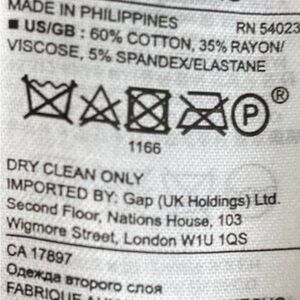 MADE IN PHILIPPINES
RN 54023
■ US/GB : 60% COTTON, 35% RAYON/
VISCOSE, 5% SPANDEX/ELASTANE
P ®
1166
DRY CLEAN ONLY
IMPORTED BY: Gap (UK Holdings) Ltd.
Second Floor, Nations House, 103
Wigmore Street, London W1U 1QS
CA 17897
Одежда второго слоя
FABRIQUE AUX